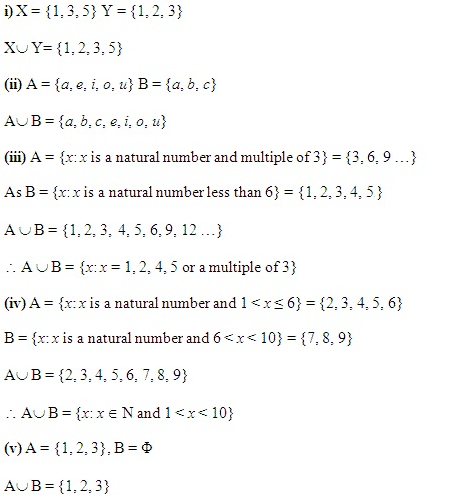 i) X = {1, 3, 5} Y = {1, 2, 3}
X∪ Y= {1, 2, 3, 5}
(ii) A = {a, e, i, o, u} B = {a, b, c}
A∪B = {a, b, c, e, i, o, u}
(iii) A = {x: x is a natural number and multiple of 3} = {3, 6, 9 …}
As B = {x: x is a natural number less than 6} = {1, 2, 3, 4, 5 }
A ∪ B = {1, 2, 3, 4, 5, 6, 9, 12 …}
∴ A ∪ B = {x: x = 1, 2, 4, 5 or a multiple of 3}
(iv) A = {x: x is a natural number and 1 < x ≤ 6} = {2, 3, 4, 5, 6}
B = {x: x is a natural number and 6 < x < 10} = {7, 8, 9}
A∪B = {2, 3, 4, 5, 6, 7, 8, 9}
∴ A∪B = {x: x ∈ N and 1 < x < 10}
(v) A = {1, 2, 3}, B = Φ
A∪B = {1, 2, 3}